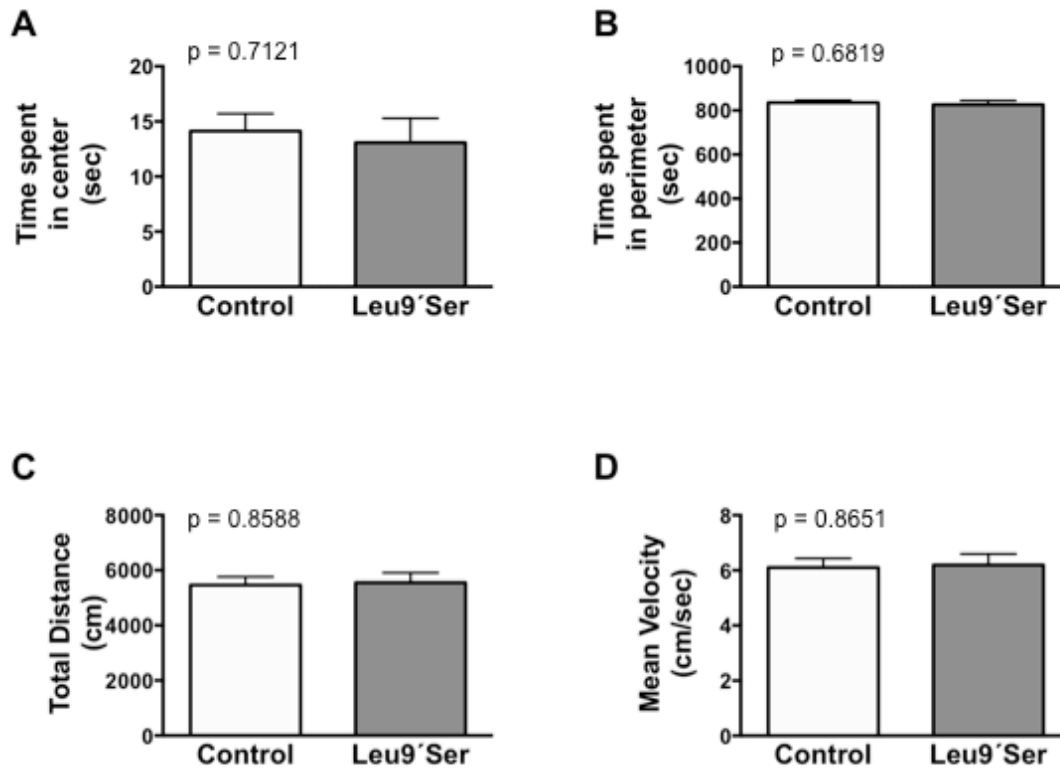 A
p = 0.7121
Time spent
in center
(sec)
20
15
10
5
0
Control
Leu9´Ser
B
p = 0.6819
Time spent
in perimeter
(sec)
1000
800
600
400
200
0
Control
Leu9´Ser
C
p = 0.8588
Total Distance
(cm)
8000
6000
4000
2000
0
Control
Leu9´Ser
D
p = 0.8651
Mean Velocity
(cm/sec)
8
6
4
2
0
Control
Leu9´Ser